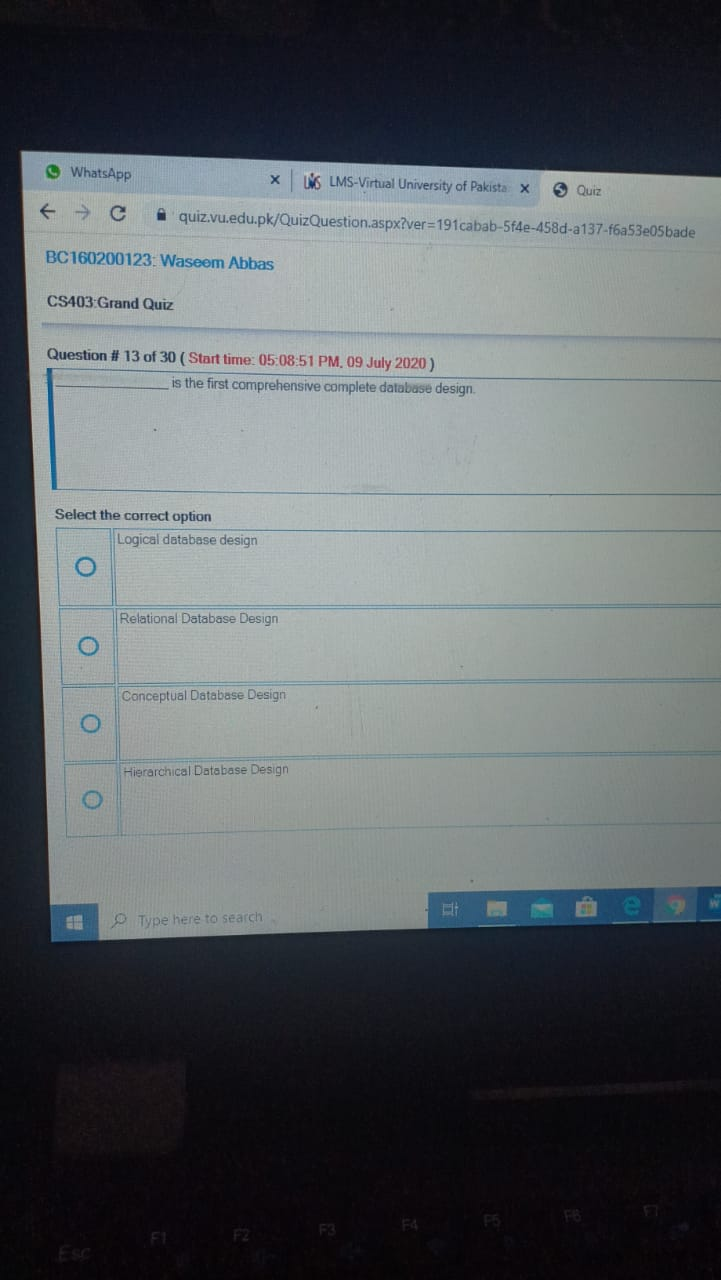 WhatsApp × LMS LMS-Virtual University of Pakista × Quiz
quiz.vu.edu.pk/QuizQuestion.aspx?ver=191cabab-5f4e-458d-a137-f6a53e05bade
BC160200123: Waseem Abbas
CS403:Grand Quiz
Question # 13 of 30 ( Start time: 05:08:51 PM, 09 July 2020 )
____________ is the first comprehensive complete database design.
Select the correct option
Logical database design
Relational Database Design
Conceptual Database Design
Hierarchical Database Design
Type here to search
Esc F1 F2 F3 F4 F5 F6 F7